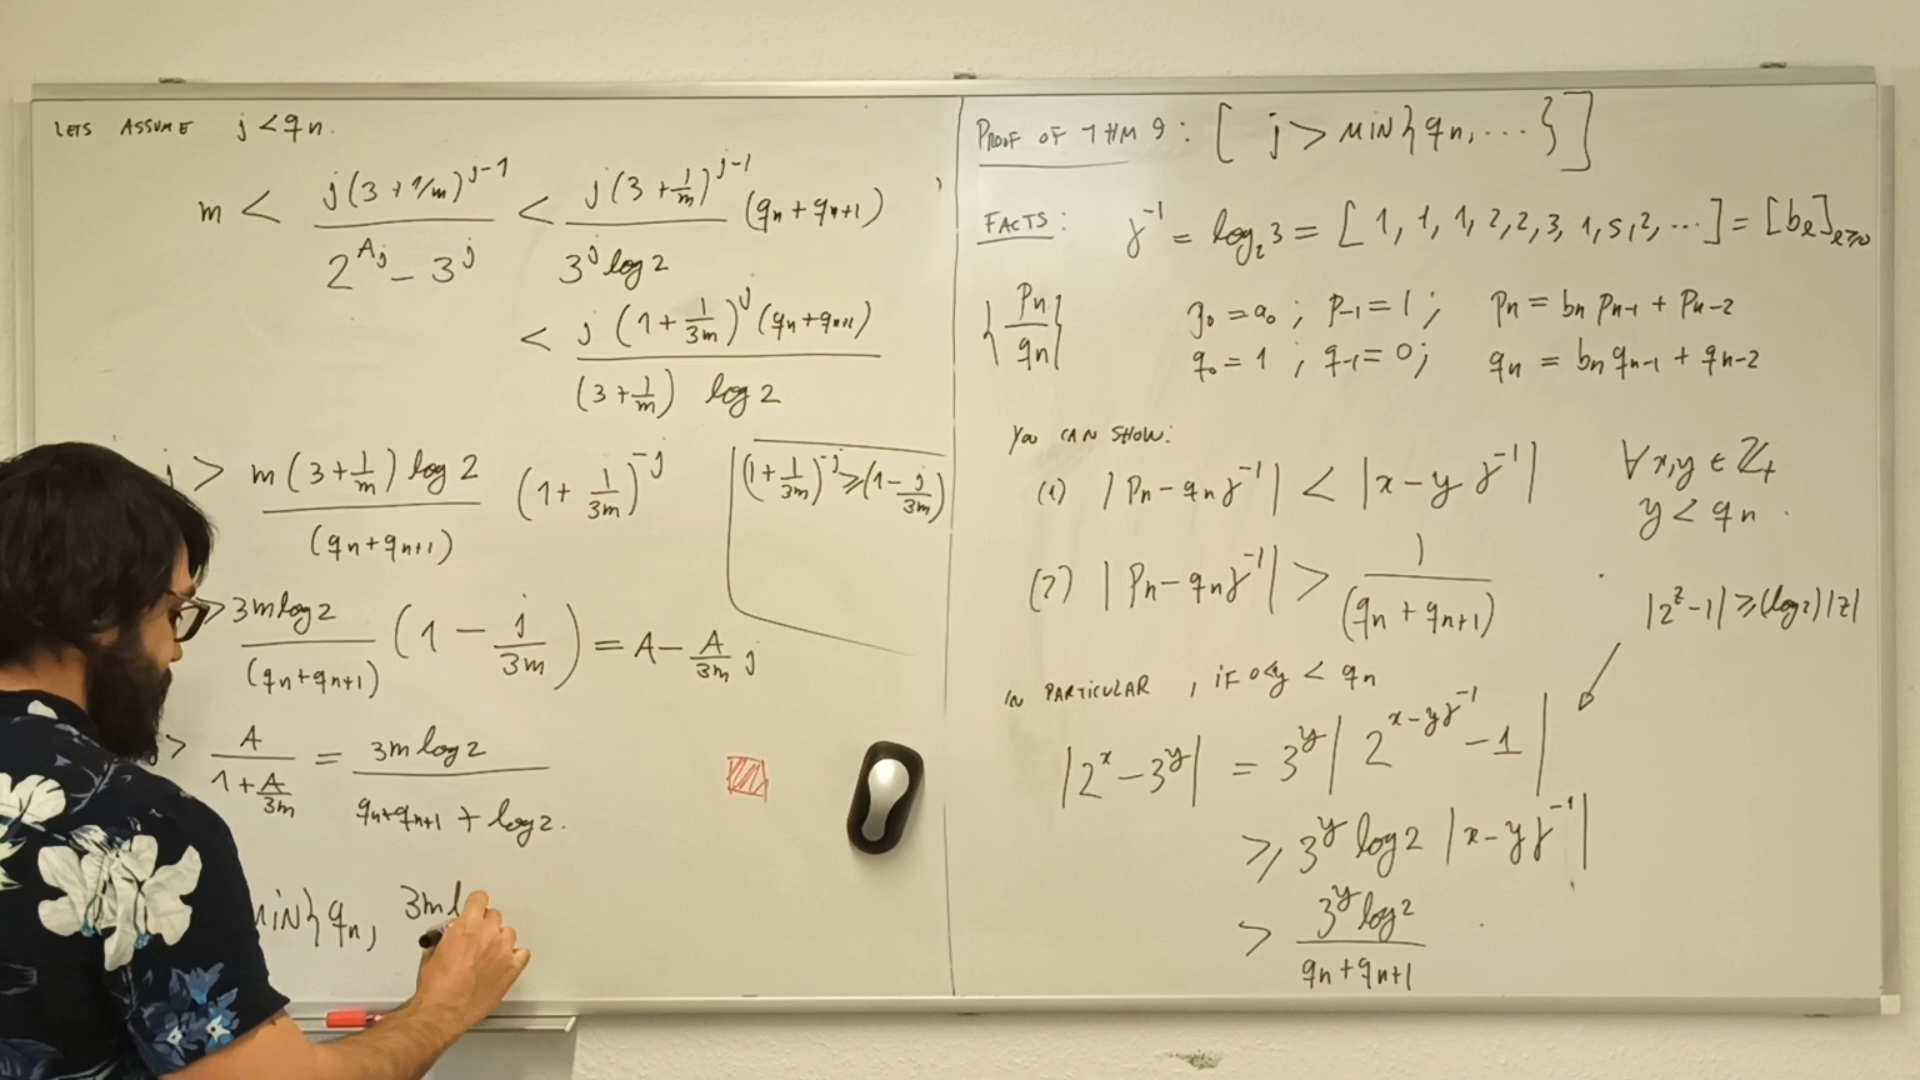 LETS ASSUME j < qn.
m < j(3 + 1/m)^{j-1} / (2^{Aj} - 3^j) < j(3 + 1/m)^{j-1} / (3^j log 2) (qn + qn+1)
< j(1 + 1/3m)^j (qn + qn+1) / ((3 + 1/m) log 2)
j > m(3 + 1/m) log 2 / (qn + qn+1) (1 + 1/3m)^{-j}
(1 + 1/3m)^{-j} ⩾ (1 - j/3m)
> 3m log 2 / (qn + qn+1) (1 - j/3m) = A - A/3m j
> A / (1 + A/3m) = 3m log 2 / (qn + qn+1 + log 2.
MIN{qn, 3m l
PROOF OF THM 9: [ j > MIN{qn, ...}]
FACTS: γ^{-1} = log₂3 = [1, 1, 1, 2, 2, 3, 1, 5, 2, ...] = [bℓ]ℓ⩾0
{pn/qn} p0 = a0 ; p-1 = 1 ; pn = bn pn-1 + pn-2
q0 = 1 ; q-1 = 0 ; qn = bn qn-1 + qn-2
YOU CAN SHOW:
(1) |pn - qn γ^{-1}| < |x - y γ^{-1}| ∀x,y ∈ ℤ+
y < qn.
(2) |pn - qn γ^{-1}| > 1 / (qn + qn+1)
|2^z - 1| ⩾ (log 2)|z|
IN PARTICULAR, iF 0<y < qn
|2^x - 3^y| = 3^y |2^{x-yγ^{-1}} - 1|
⩾ 3^y log 2 |x - yγ^{-1}|
> 3^y log 2 / (qn + qn+1)